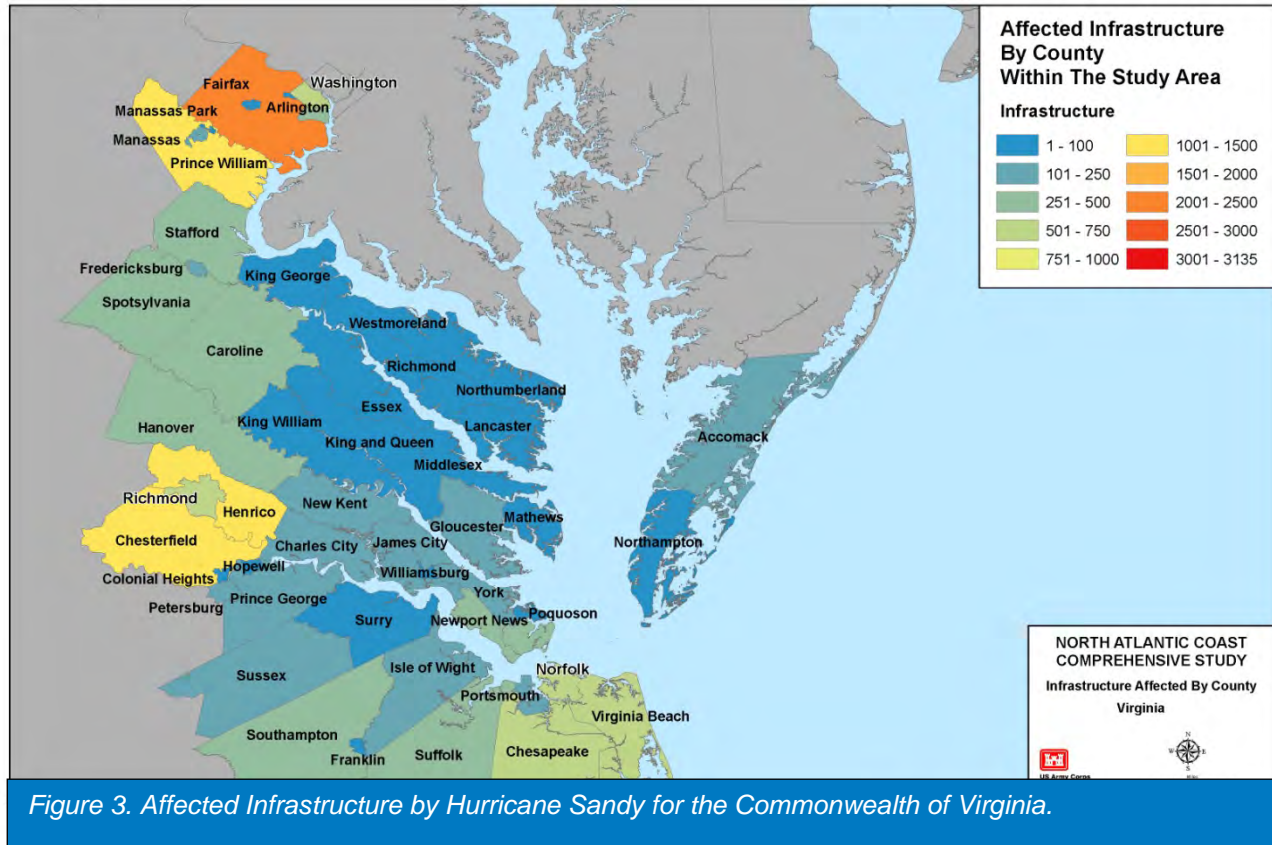 Affected Infrastructure
By County
Within The Study Area
Infrastructure
1 - 100
101 - 250
251 - 500
501 - 750
751 - 1000
1001 - 1500
1501 - 2000
2001 - 2500
2501 - 3000
3001 - 3135
Washington
Fairfax
Arlington
Manassas Park
Manassas
Prince William
Stafford
Fredericksburg
King George
Spotsylvania
Westmoreland
Caroline
Richmond
Northumberland
Essex
Lancaster
King William
Hanover
King and Queen
Accomack
Middlesex
Richmond
New Kent
Henrico
Mathews
Gloucester
Chesterfield
James City
Charles City
Northampton
Hopewell
Williamsburg
Colonial Heights
Prince George
York
Petersburg
Poquoson
Surry
Newport News
Norfolk
Isle of Wight
Sussex
Portsmouth
Virginia Beach
Southampton
Chesapeake
Suffolk
Franklin
NORTH ATLANTIC COAST
COMPREHENSIVE STUDY
Infrastructure Affected By County
Virginia
N
W E
S
US Army Corps
Figure 3. Affected Infrastructure by Hurricane Sandy for the Commonwealth of Virginia.